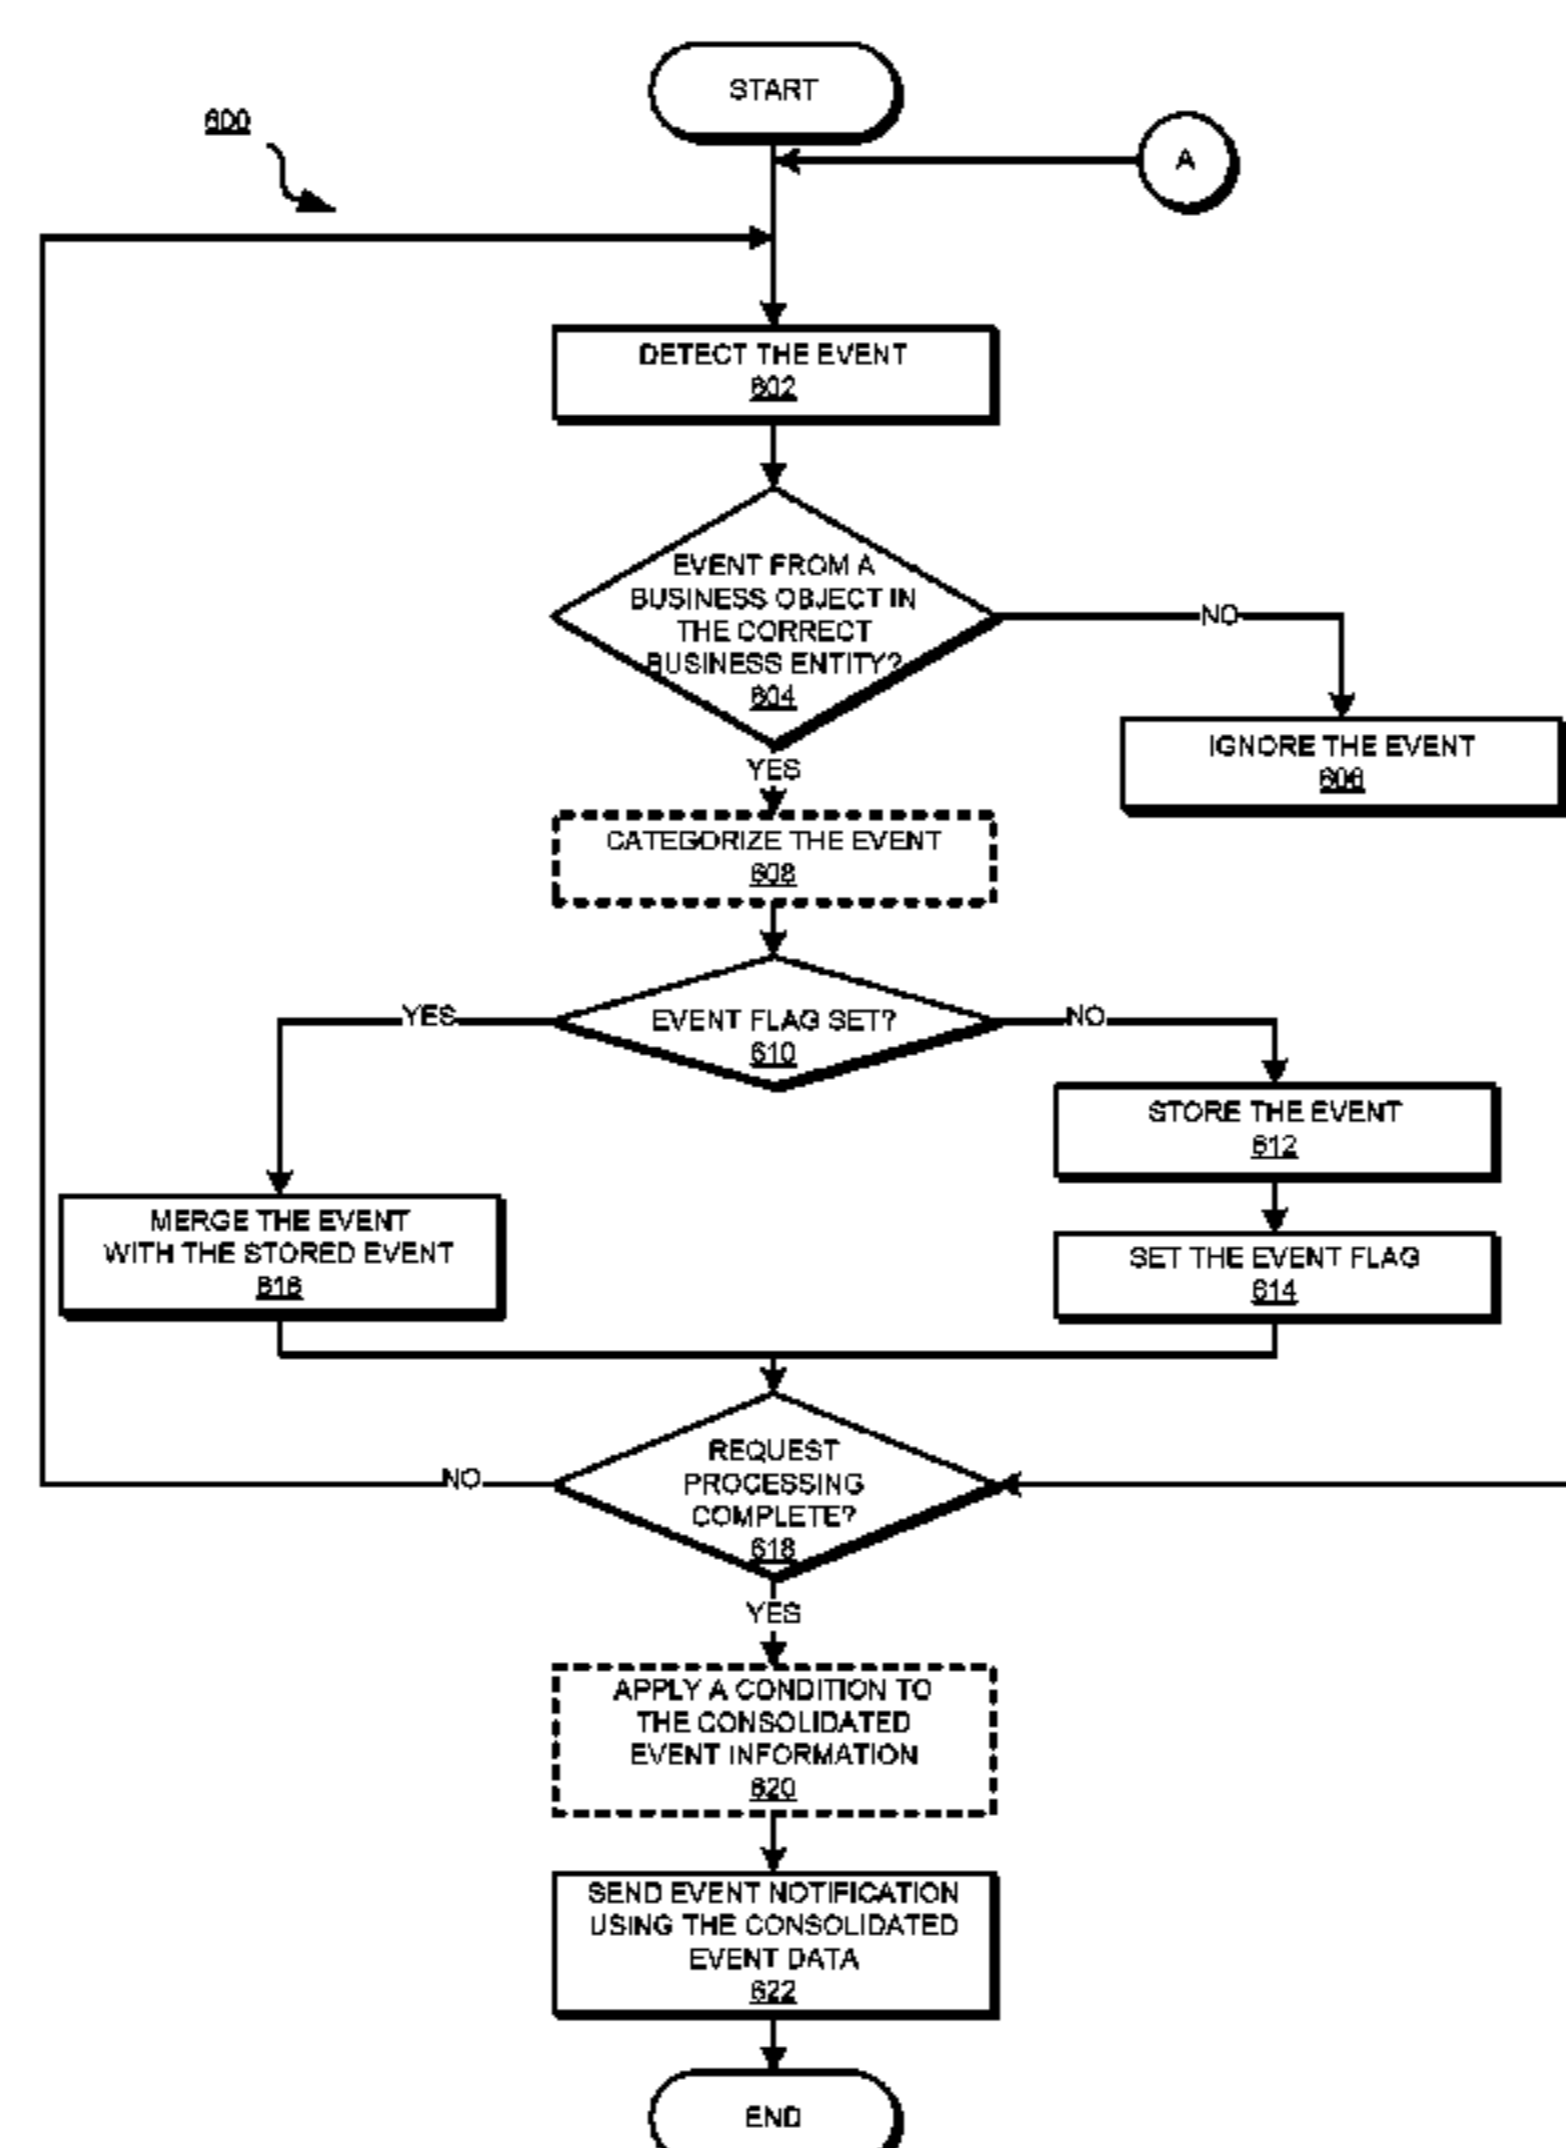 START
600
A
DETECT THE EVENT
602
EVENT FROM A
BUSINESS OBJECT IN
THE CORRECT
BUSINESS ENTITY?
604
NO
IGNORE THE EVENT
606
YES
CATEGORIZE THE EVENT
608
YES
EVENT FLAG SET?
610
NO
STORE THE EVENT
612
MERGE THE EVENT
WITH THE STORED EVENT
616
SET THE EVENT FLAG
614
NO
REQUEST
PROCESSING
COMPLETE?
618
YES
APPLY A CONDITION TO
THE CONSOLIDATED
EVENT INFORMATION
620
SEND EVENT NOTIFICATION
USING THE CONSOLIDATED
EVENT DATA
622
END